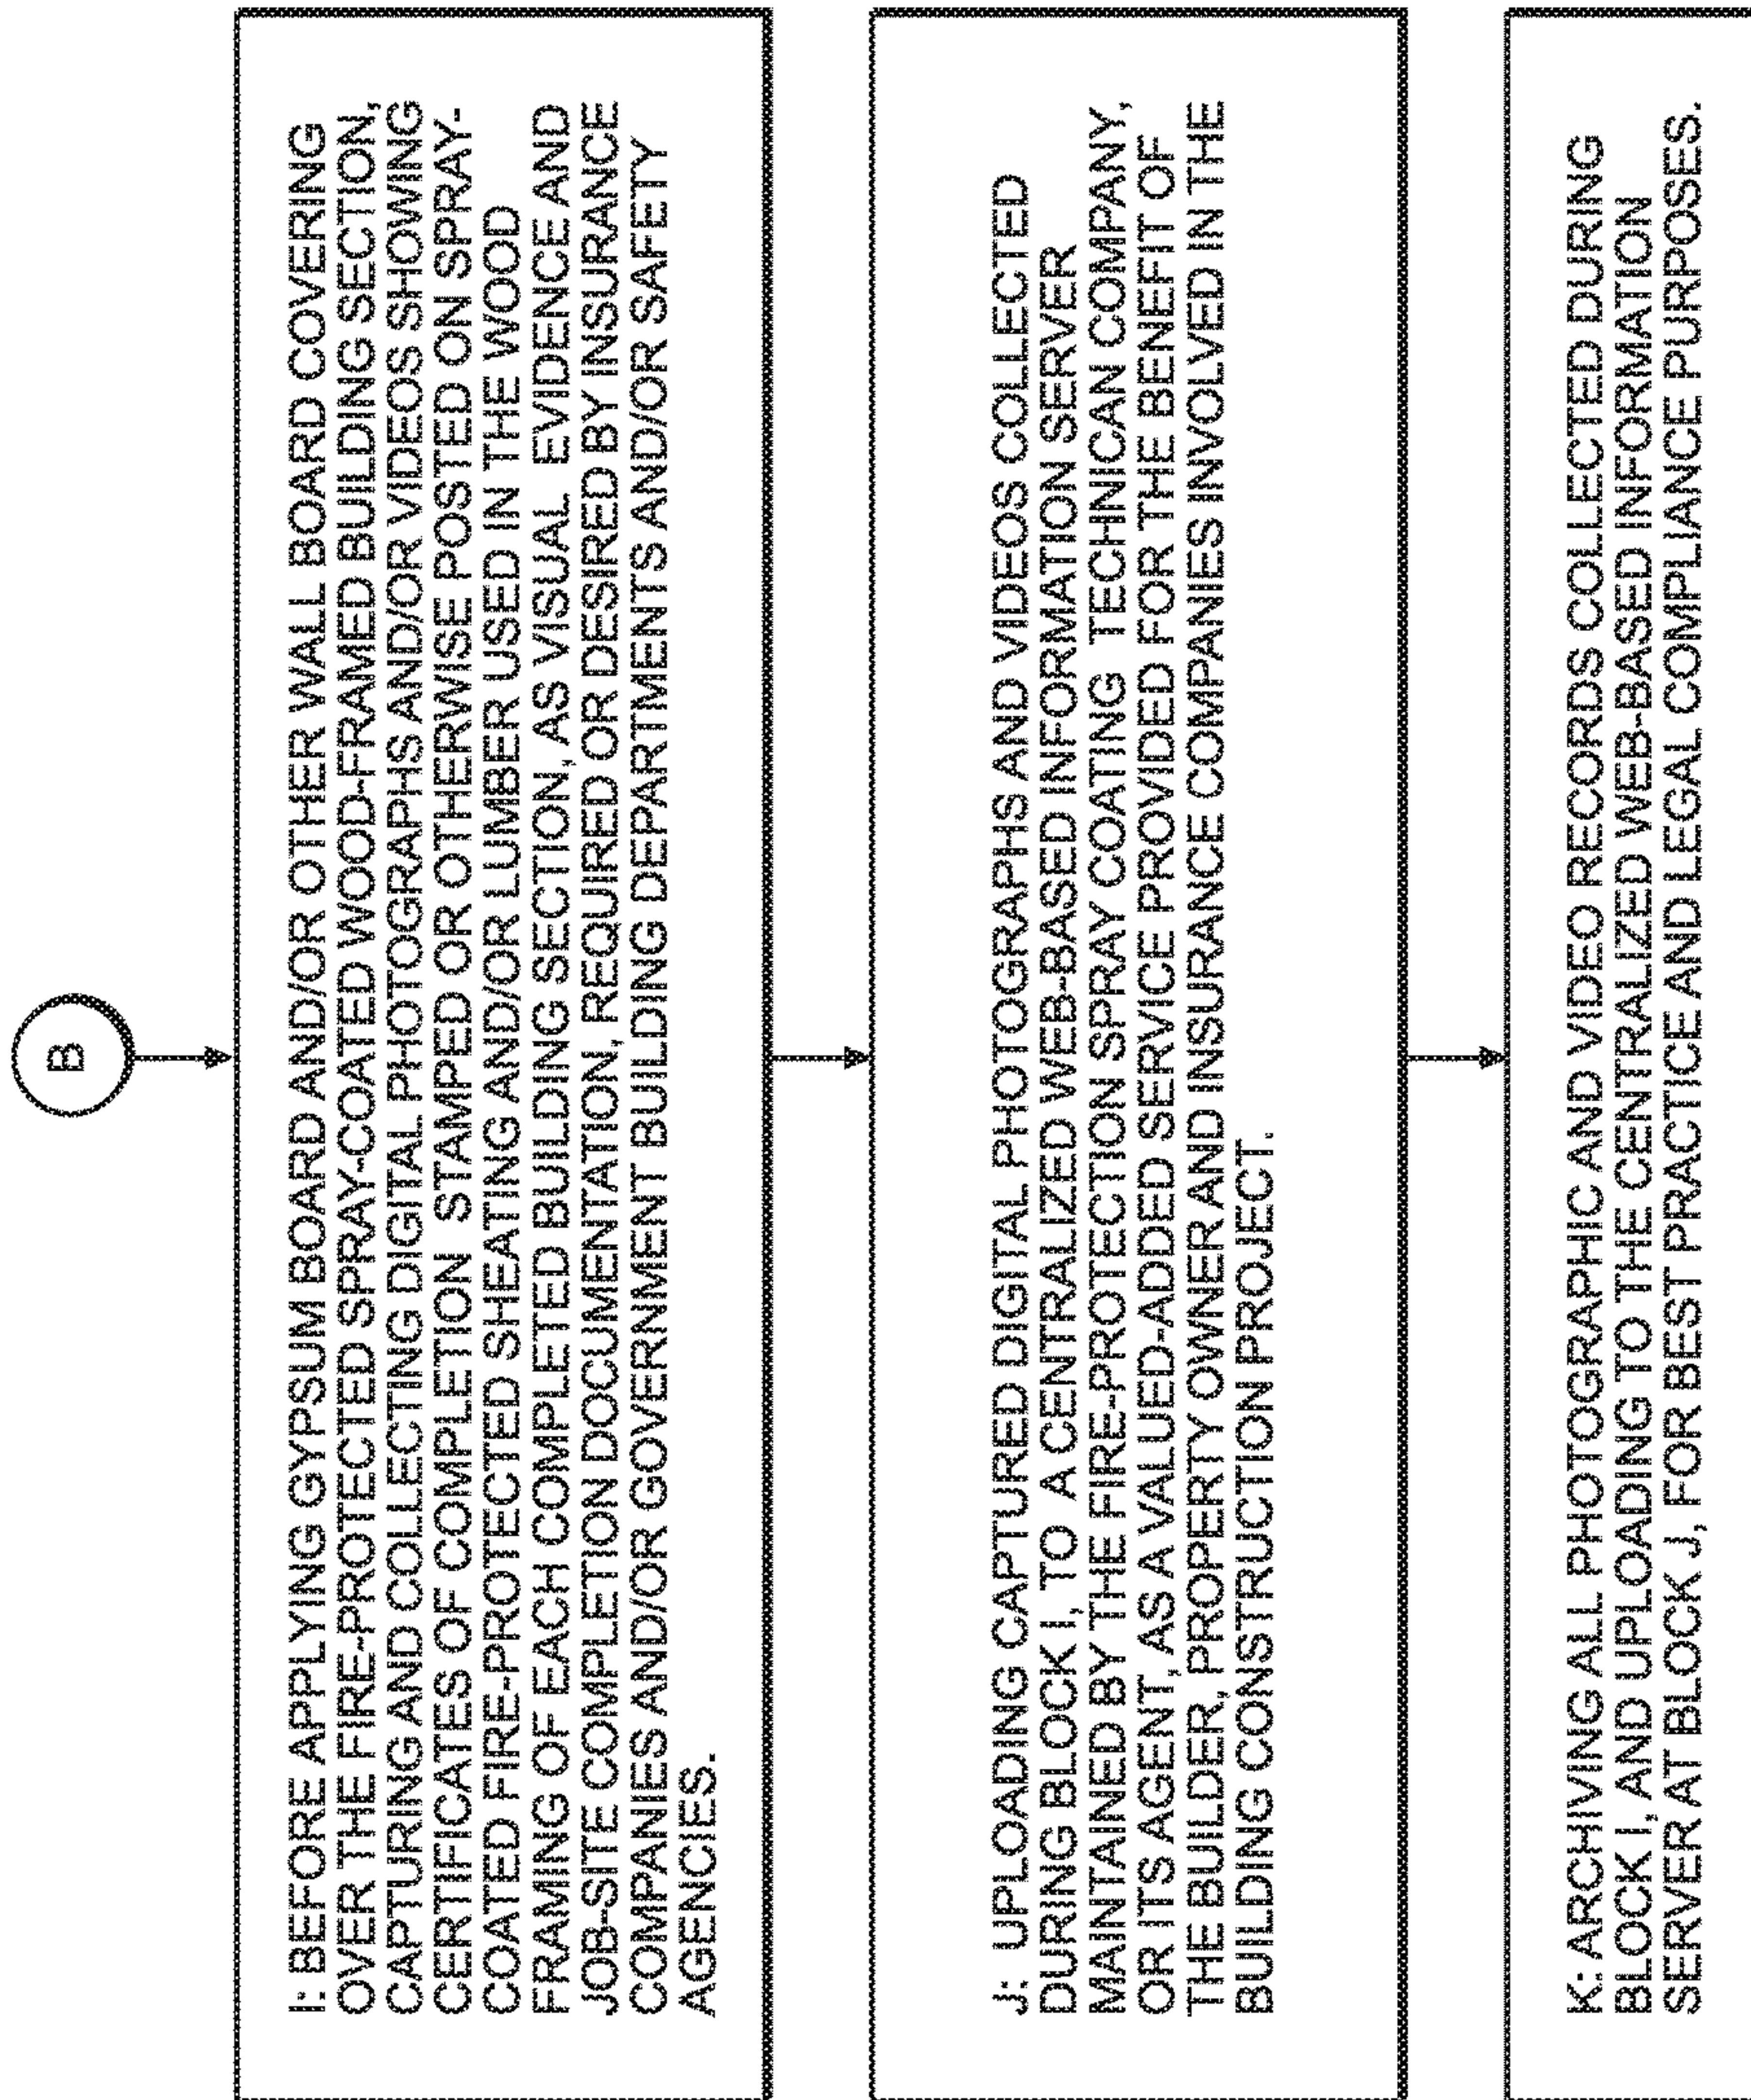 B
I: BEFORE APPLYING GYPSUM BOARD AND/OR OTHER WALL BOARD COVERING
OVER THE FIRE-PROTECTED SPRAY-COATED WOOD-FRAMED BUILDING SECTION,
CAPTURING AND COLLECTING DIGITAL PHOTOGRAPHS AND/OR VIDEOS SHOWING
CERTIFICATES OF COMPLETION STAMPED OR OTHERWISE POSTED ON SPRAY-
COATED FIRE-PROTECTED SHEATING AND/OR LUMBER USED IN THE WOOD
FRAMING OF EACH COMPLETED BUILDING SECTION, AS VISUAL EVIDENCE AND
JOB-SITE COMPLETION DOCUMENTATION, REQUIRED OR DESIRED BY INSURANCE
COMPANIES AND/OR GOVERNMENT BUILDING DEPARTMENTS AND/OR SAFETY
AGENCIES.
J: UPLOADING CAPTURED DIGITAL PHOTOGRAPHS AND VIDEOS COLLECTED
DURING BLOCK I, TO A CENTRALIZED WEB-BASED INFORMATION SERVER
MAINTAINED BY THE FIRE-PROTECTION SPRAY COATING TECHNICAN COMPANY,
OR ITS AGENT, AS A VALUED-ADDED SERVICE PROVIDED FOR THE BENEFIT OF
THE BUILDER, PROPERTY OWNER AND INSURANCE COMPANIES INVOLVED IN THE
BUILDING CONSTRUCTION PROJECT.
K: ARCHIVING ALL PHOTOGRAPHIC AND VIDEO RECORDS COLLECTED DURING
BLOCK I, AND UPLOADING TO THE CENTRALIZED WEB-BASED INFORMATION
SERVER AT BLOCK J, FOR BEST PRACTICE AND LEGAL COMPLIANCE PURPOSES.